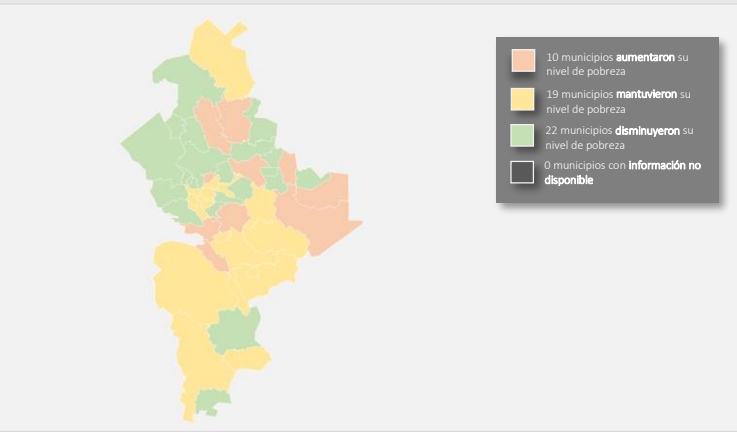 10 municipios aumentaron su
nivel de pobreza
19 municipios mantuvieron su
nivel de pobreza
22 municipios disminuyeron su
nivel de pobreza
0 municipios con información no
disponible